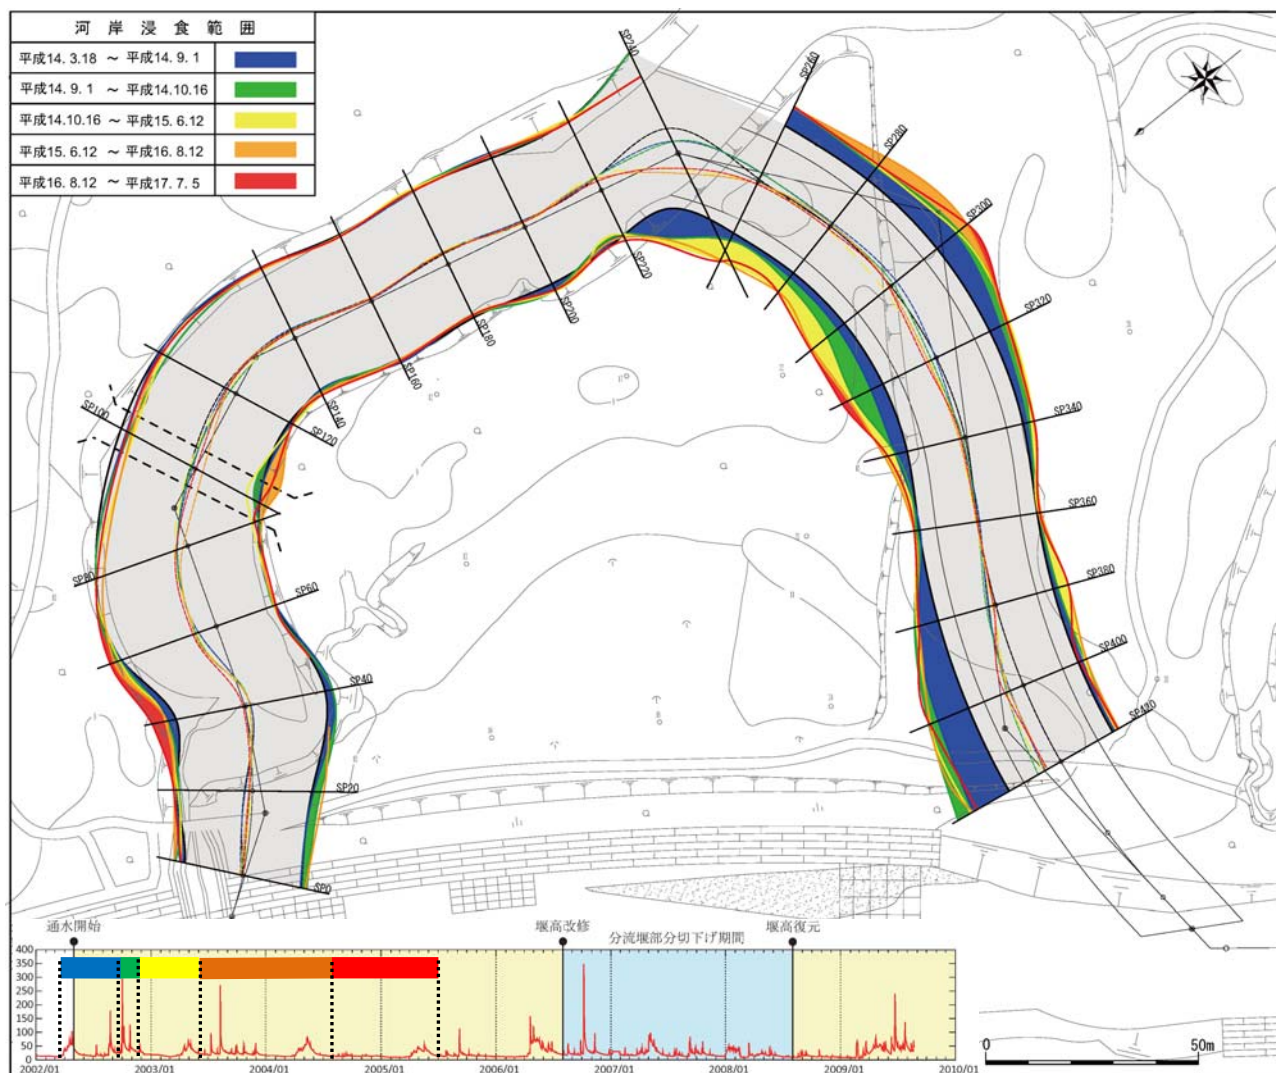 河岸浸食範囲
平成14. 3.18 ～ 平成14. 9. 1
平成14. 9. 1 ～ 平成14.10.16
平成14.10.16 ～ 平成15. 6.12
平成15. 6.12 ～ 平成16. 8.12
平成16. 8.12 ～ 平成17. 7. 5
SP240
SP260
SP280
SP300
SP220
SP200
SP320
SP180
SP160
SP340
SP140
SP120
SP100
SP360
SP80
SP60
SP380
SP40
SP400
SP420
SP20
SP0
通水開始
堰高改修
分流堰部分切下げ期間
堰高復元
400
350
300
250
200
150
100
50
0
2002/01
2003/01
2004/01
2005/01
2006/01
2007/01
2008/01
2009/01
2010/01
0
50m